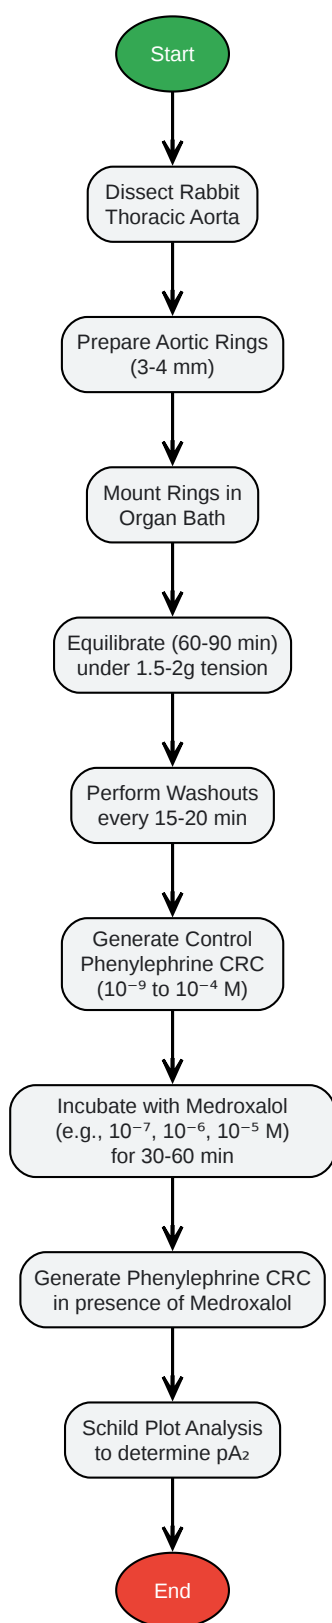 Start
Dissect Rabbit
Thoracic Aorta
Prepare Aortic Rings
(3-4 mm)
Mount Rings in
Organ Bath
Equilibrate (60-90 min)
under 1.5-2g tension
Perform Washouts
every 15-20 min
Generate Control
Phenylephrine CRC
(10⁻⁹ to 10⁻⁴ M)
Incubate with Medroxalol
(e.g., 10⁻⁷, 10⁻⁶, 10⁻⁵ M)
for 30-60 min
Generate Phenylephrine CRC
in presence of Medroxalol
Schild Plot Analysis
to determine pA₂
End